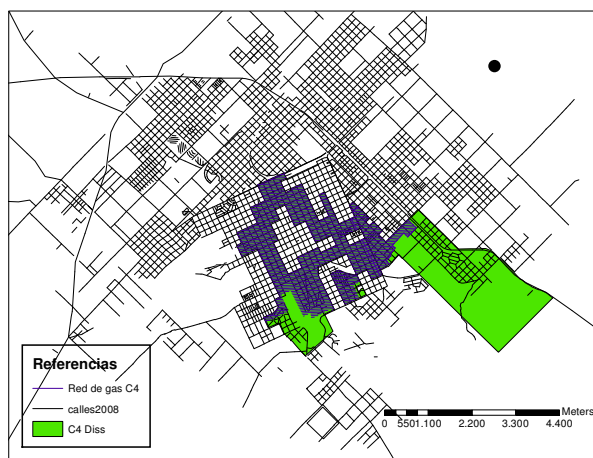 Referencias
Red de gas C4
calles2008
C4 Diss
Meters
0 5501.100 2.200 3.300 4.400